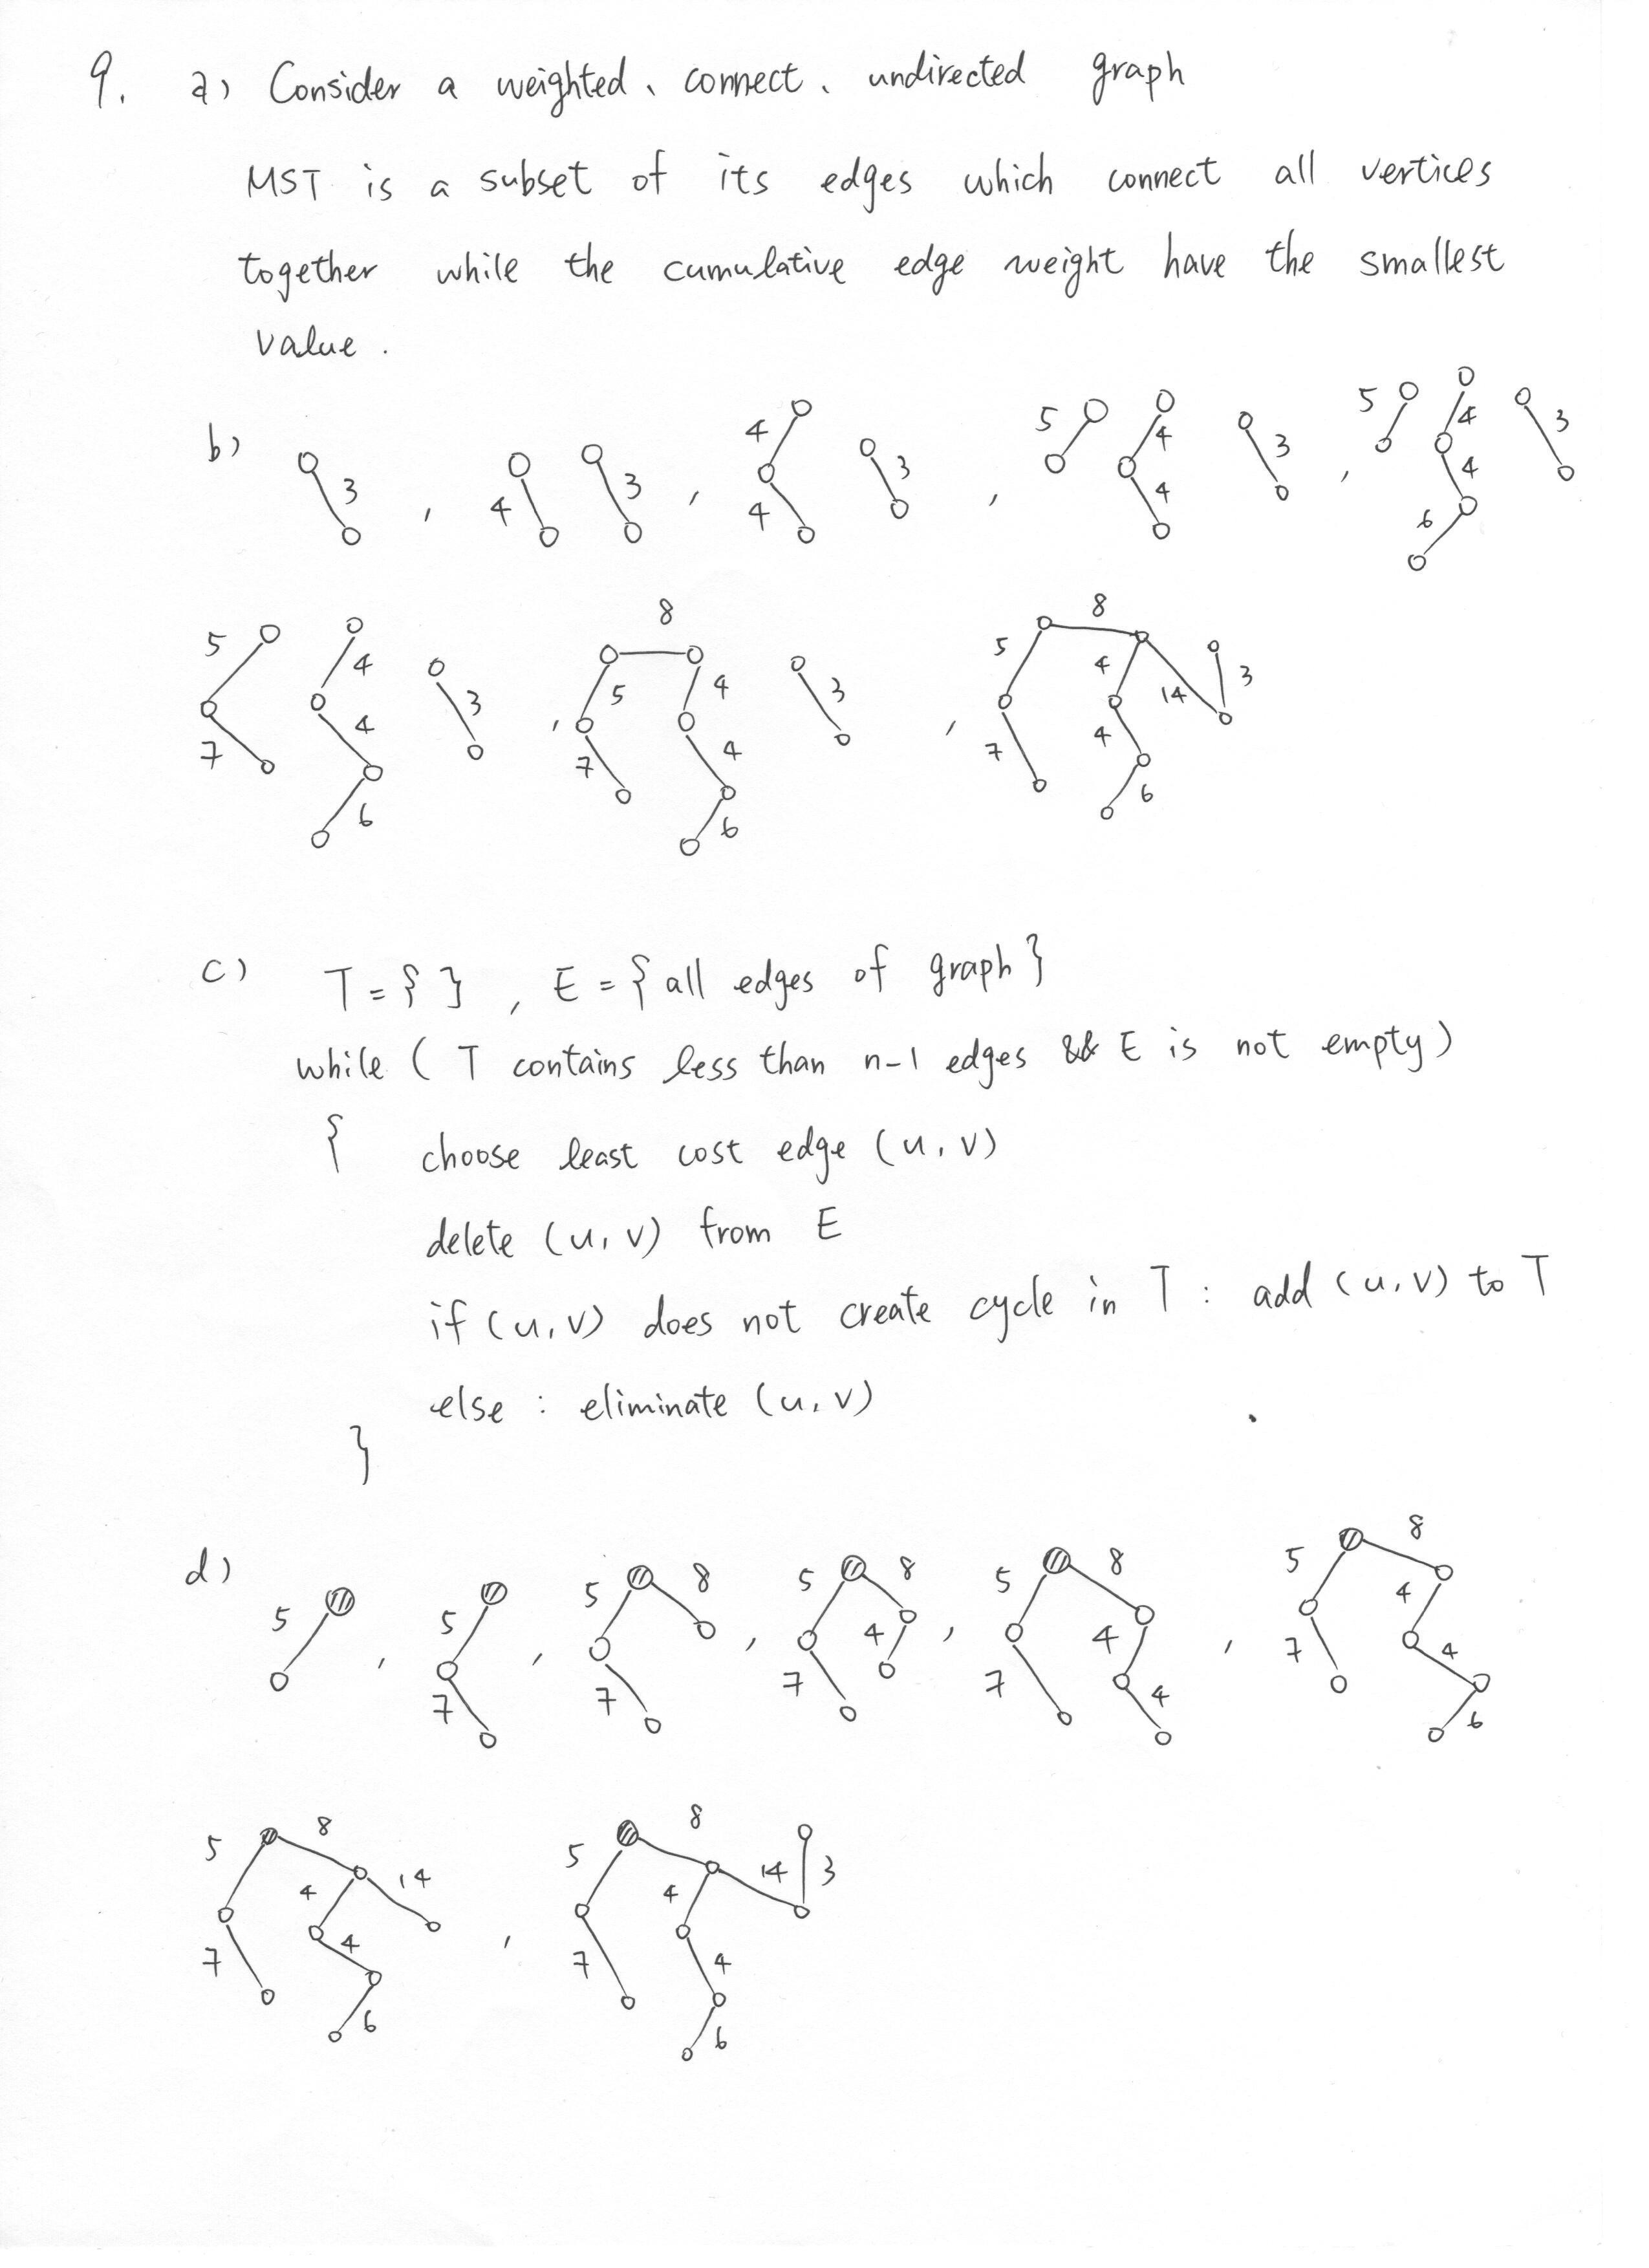 9. a) Consider a weighted、connect、undirected graph
MST is a subset of its edges which connect all vertices
together while the cumulative edge weight have the smallest
value.
b) 3 , 4 3 , 4 4 3 , 5 4 4 3 , 5 4 4 6 3
5 7 4 4 6 3 , 8 5 7 4 4 6 3 , 8 5 7 4 4 6 14 3
c) T = { } , E = { all edges of graph }
while ( T contains less than n-1 edges && E is not empty )
{ choose least cost edge (u, v)
delete (u, v) from E
if (u, v) does not create cycle in T : add (u, v) to T
else : eliminate (u, v)
}
d) 5 , 5 7 , 5 8 7 , 5 8 4 7 , 5 8 4 7 4 , 5 8 4 7 4 6
5 8 14 4 7 4 6 , 5 8 14 3 4 7 4 6